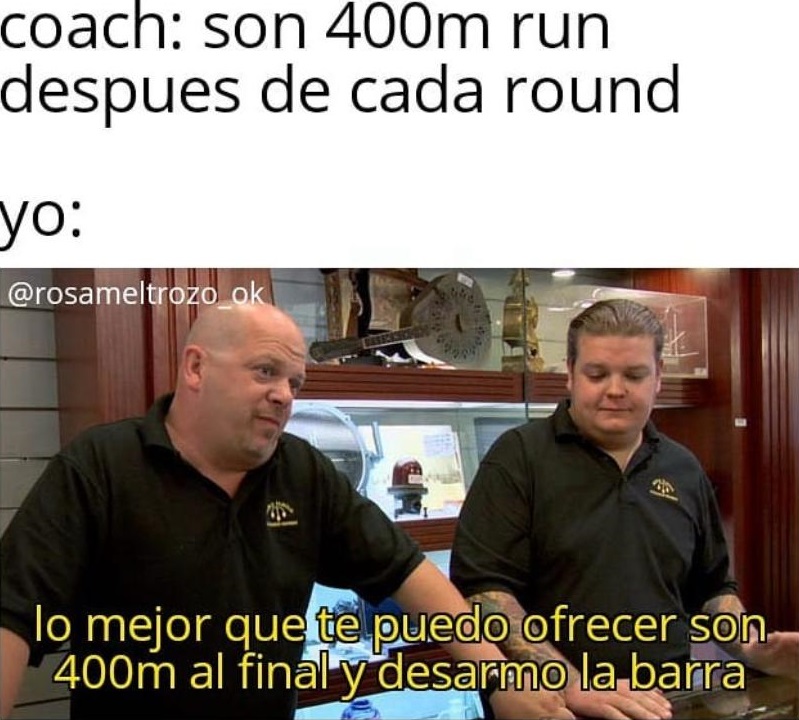 coach: son 400m run
despues de cada round
yo:
@rosameltrozo_ok
lo mejor que te puedo ofrecer son
400m al final y desarmo la barra